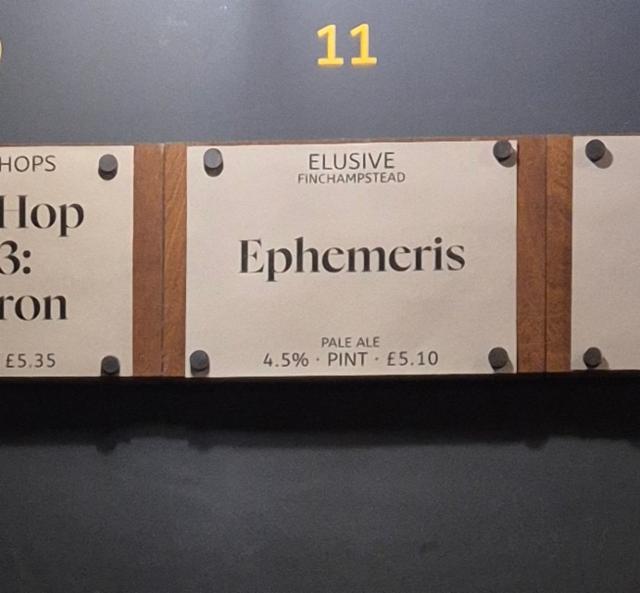 11
HOPS
Hop
3:
ron
£5.35
ELUSIVE
FINCHAMPSTEAD
Ephemeris
PALE ALE
4.5% · PINT · £5.10